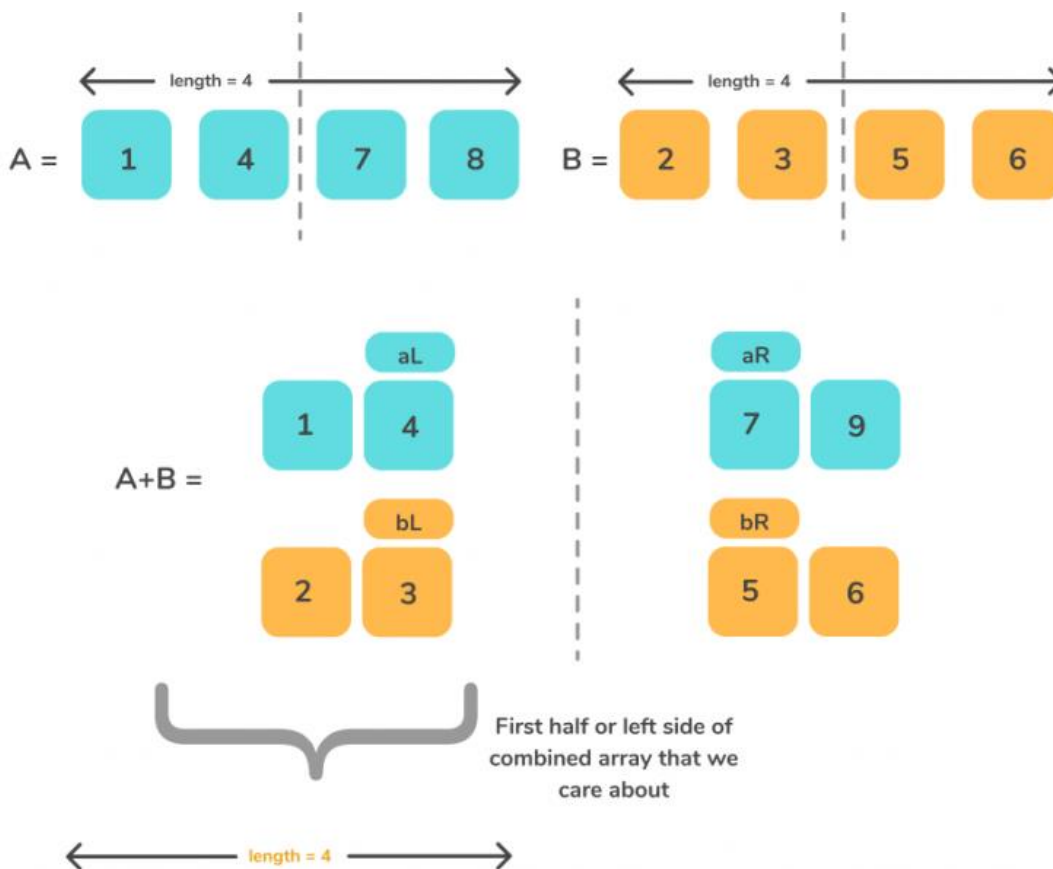 length = 4
length = 4
A = 1 4 7 8
B = 2 3 5 6
aL
aR
1 4
7 9
A+B =
bL
bR
2 3
5 6
First half or left side of
combined array that we
care about
length = 4